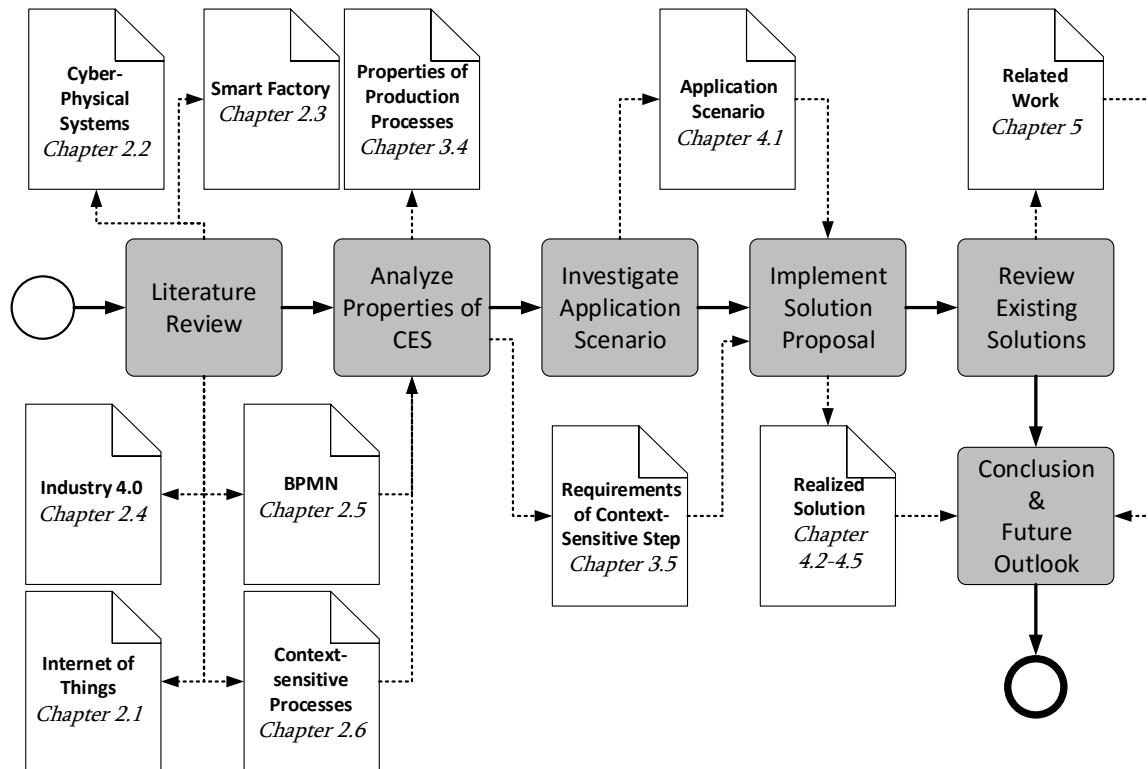 Cyber-
Physical
Systems
Chapter 2.2
Smart Factory
Chapter 2.3
Properties of
Production
Processes
Chapter 3.4
Application
Scenario
Chapter 4.1
Related
Work
Chapter 5
Literature
Review
Analyze
Properties of
CES
Investigate
Application
Scenario
Implement
Solution
Proposal
Review
Existing
Solutions
Industry 4.0
Chapter 2.4
BPMN
Chapter 2.5
Requirements
of Context-
Sensitive Step
Chapter 3.5
Realized
Solution
Chapter
4.2-4.5
Conclusion
&
Future
Outlook
Internet of
Things
Chapter 2.1
Context-
sensitive
Processes
Chapter 2.6